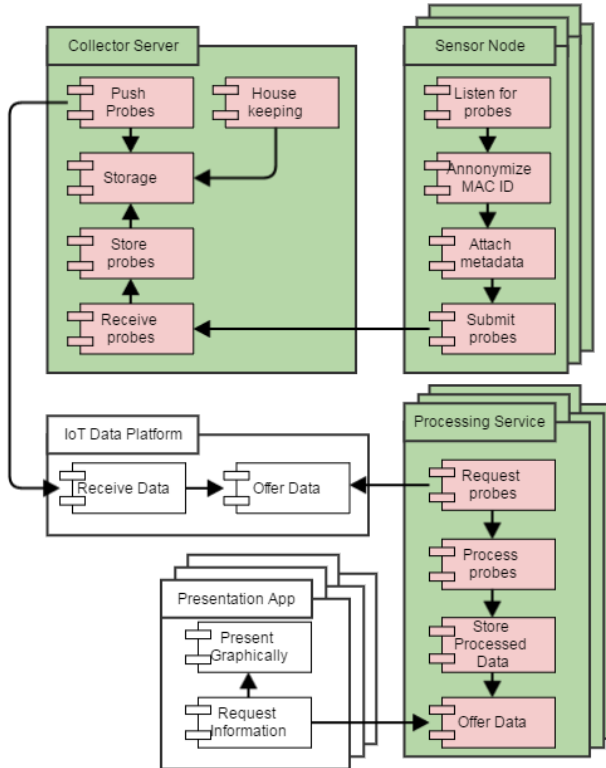 Collector Server
Push
Probes
House
keeping
Storage
Store
probes
Receive
probes
Sensor Node
Listen for
probes
Annonymize
MAC ID
Attach
metadata
Submit
probes
IoT Data Platform
Receive Data
Offer Data
Processing Service
Request
probes
Process
probes
Store
Processed
Data
Offer Data
Presentation App
Present
Graphically
Request
Information